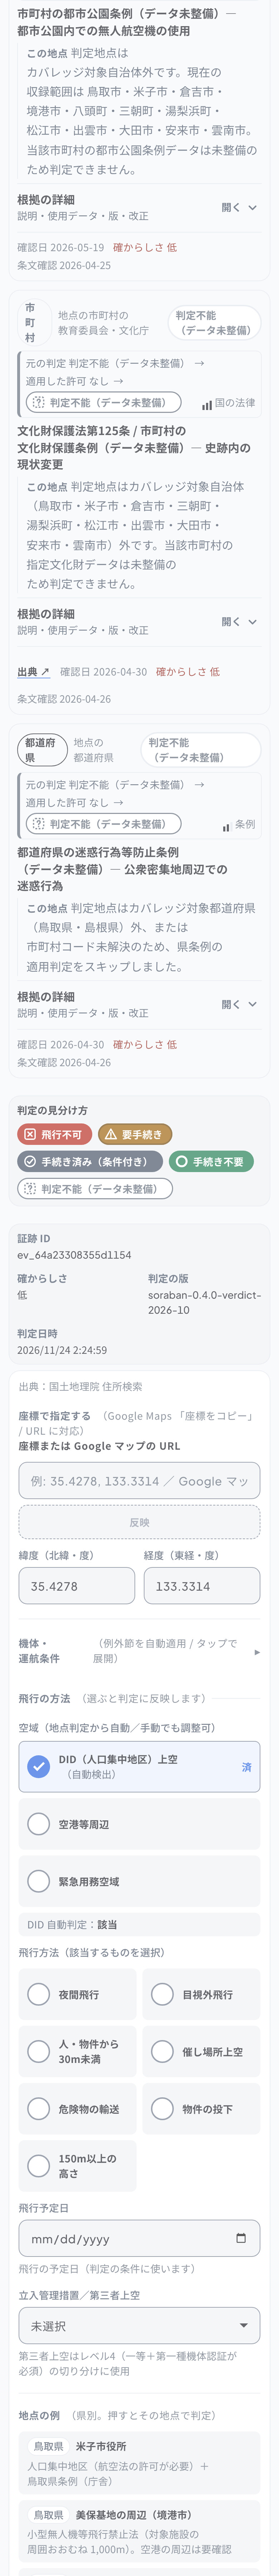 市町村の都市公園条例（データ未整備）—
都市公園内での無人航空機の使用
この地点 判定地点は
カバレッジ対象自治体外です。現在の
収録範囲は 鳥取市・米子市・倉吉市・
境港市・八頭町・三朝町・湯梨浜町・
松江市・出雲市・大田市・安来市・雲南市。
当該市町村の都市公園条例データは未整備の
ため判定できません。
根拠の詳細
説明・使用データ・版・改正
開く
確認日 2026-05-19 確からしさ 低
条文確認 2026-04-25
市
町
村
地点の市町村の
教育委員会・文化庁
判定不能
（データ未整備）
元の判定 判定不能（データ未整備） →
適用した許可 なし →
判定不能（データ未整備）
国の法律
文化財保護法第125条 / 市町村の
文化財保護条例（データ未整備）— 史跡内の
現状変更
この地点 判定地点はカバレッジ対象自治体
（鳥取市・米子市・倉吉市・三朝町・
湯梨浜町・松江市・出雲市・大田市・
安来市・雲南市）外です。当該市町村の
指定文化財データは未整備の
ため判定できません。
根拠の詳細
説明・使用データ・版・改正
開く
出典 ↗ 確認日 2026-04-30 確からしさ 低
条文確認 2026-04-26
都道府
県
地点の
都道府県
判定不能
（データ未整備）
元の判定 判定不能（データ未整備） →
適用した許可 なし →
判定不能（データ未整備）
条例
都道府県の迷惑行為等防止条例
（データ未整備）— 公衆密集地周辺での
迷惑行為
この地点 判定地点はカバレッジ対象都道府県
（鳥取県・島根県）外、または
市町村コード未解決のため、県条例の
適用判定をスキップしました。
根拠の詳細
説明・使用データ・版・改正
開く
確認日 2026-04-30 確からしさ 低
条文確認 2026-04-26
判定の見分け方
飛行不可
要手続き
手続き済み（条件付き）
手続き不要
判定不能（データ未整備）
証跡 ID
ev_64a23308355d1154
確からしさ
低
判定の版
soraban-0.4.0-verdict-
2026-10
判定日時
2026/11/24 2:24:59
出典：国土地理院 住所検索
座標で指定する （Google Maps 「座標をコピー」
/ URL に対応）
座標または Google マップの URL
例: 35.4278, 133.3314 ／ Google マッ
反映
緯度（北緯・度）
経度（東経・度）
35.4278
133.3314
機体・
運航条件
（例外節を自動適用 / タップで
展開）
▶
飛行の方法 （選ぶと判定に反映します）
空域（地点判定から自動／手動でも調整可）
DID（人口集中地区）上空
（自動検出）
済
空港等周辺
緊急用務空域
DID 自動判定：該当
飛行方法（該当するものを選択）
夜間飛行
目視外飛行
人・物件から
30m未満
催し場所上空
危険物の輸送
物件の投下
150m以上の
高さ
飛行予定日
mm/dd/yyyy
飛行の予定日（判定の条件に使います）
立入管理措置／第三者上空
未選択
第三者上空はレベル4（一等＋第一種機体認証が
必須）の切り分けに使用
地点の例 （県別。押すとその地点で判定）
鳥取県 米子市役所
人口集中地区（航空法の許可が必要）＋
鳥取県条例（庁舎）
鳥取県 美保基地の周辺（境港市）
小型無人機等飛行禁止法（対象施設の
周囲おおむね 1,000m）。空港の周辺は要確認